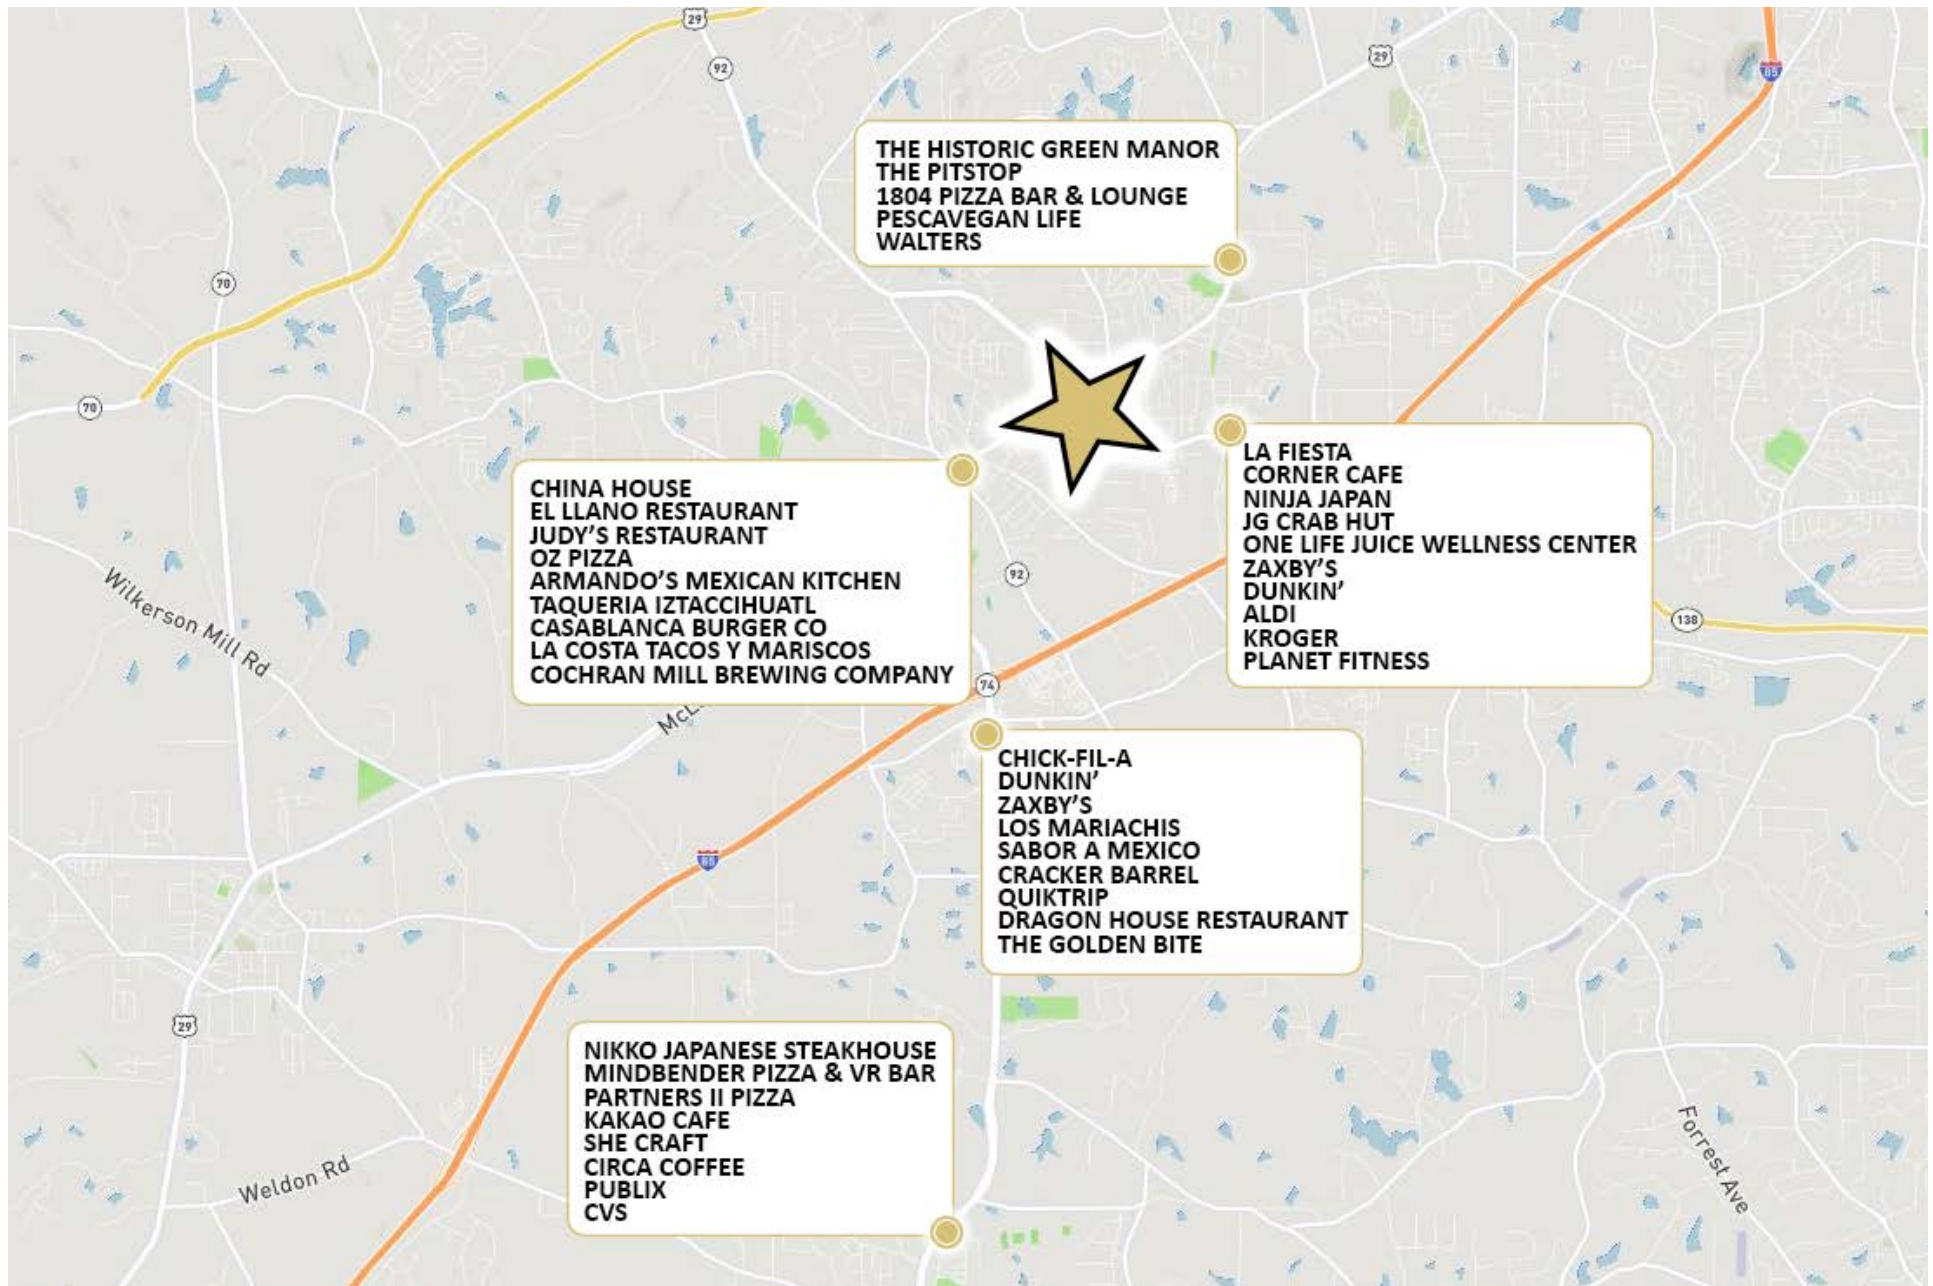 29
92
29
85
THE HISTORIC GREEN MANOR
THE PITSTOP
1804 PIZZA BAR & LOUNGE
PESCAVEGAN LIFE
WALTERS
70
70
LA FIESTA
CORNER CAFE
NINJA JAPAN
JG CRAB HUT
ONE LIFE JUICE WELLNESS CENTER
ZAXBY'S
DUNKIN'
ALDI
KROGER
PLANET FITNESS
CHINA HOUSE
EL LLANO RESTAURANT
JUDY'S RESTAURANT
OZ PIZZA
ARMANDO'S MEXICAN KITCHEN
TAQUERIA IZTACCIHUATL
CASABLANCA BURGER CO
LA COSTA TACOS Y MARISCOS
COCHRAN MILL BREWING COMPANY
92
138
Wilkerson Mill Rd
74
McL
CHICK-FIL-A
DUNKIN'
ZAXBY'S
LOS MARIACHIS
SABOR A MEXICO
CRACKER BARREL
QUIKTRIP
DRAGON HOUSE RESTAURANT
THE GOLDEN BITE
85
29
NIKKO JAPANESE STEAKHOUSE
MINDBENDER PIZZA & VR BAR
PARTNERS II PIZZA
KAKAO CAFE
SHE CRAFT
CIRCA COFFEE
PUBLIX
CVS
Weldon Rd
Forrest Ave